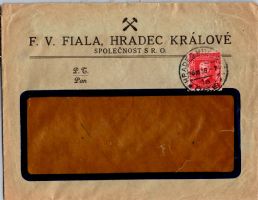 F. V. FIALA, HRADEC KRÁLOVÉ
SPOLEČNOST S R. O.
P. T.
Pan